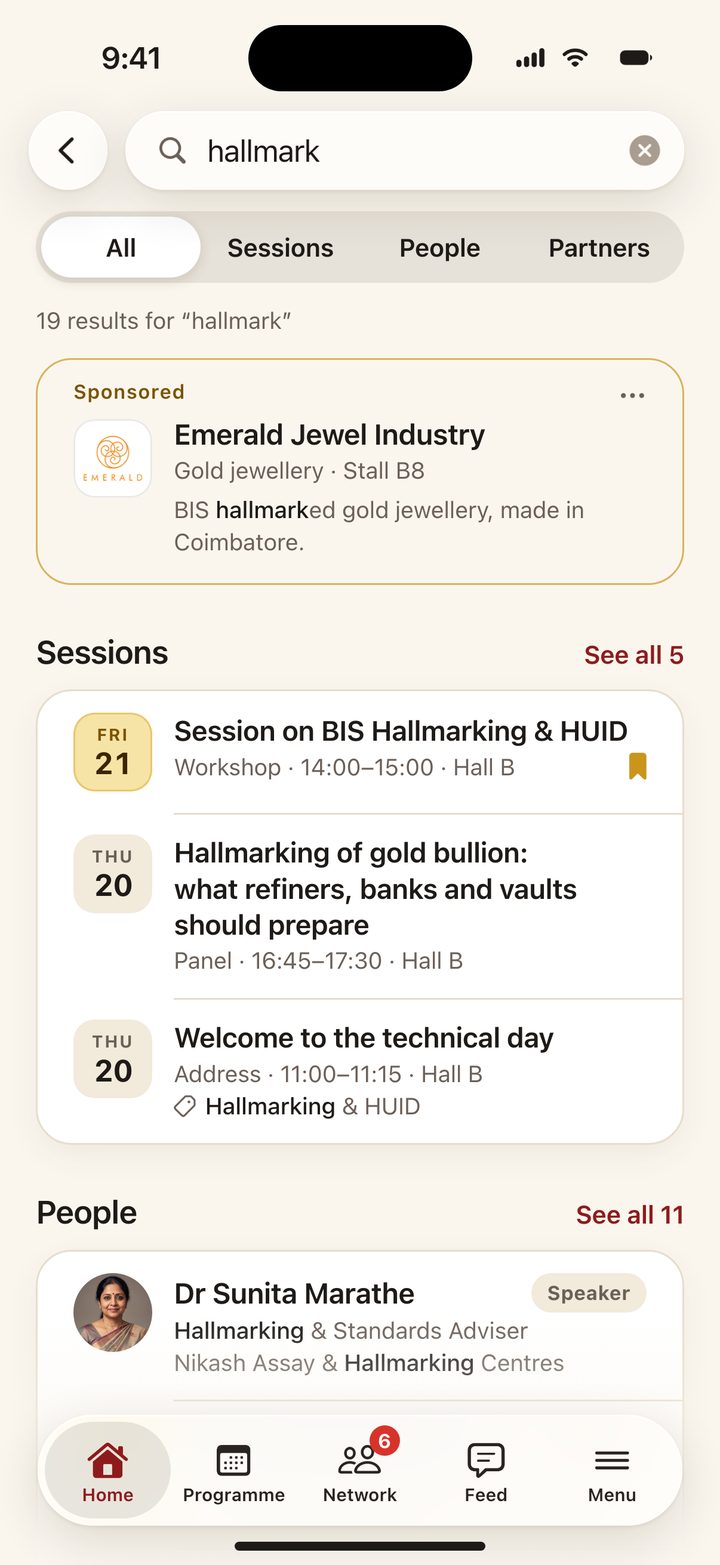 9:41
hallmark
All Sessions People Partners
19 results for “hallmark”
Sponsored
EMERALD
Emerald Jewel Industry
Gold jewellery · Stall B8
BIS hallmarked gold jewellery, made in
Coimbatore.
Sessions See all 5
FRI
21
Session on BIS Hallmarking & HUID
Workshop · 14:00–15:00 · Hall B
THU
20
Hallmarking of gold bullion:
what refiners, banks and vaults
should prepare
Panel · 16:45–17:30 · Hall B
THU
20
Welcome to the technical day
Address · 11:00–11:15 · Hall B
Hallmarking & HUID
People See all 11
Dr Sunita Marathe Speaker
Hallmarking & Standards Adviser
Nikash Assay & Hallmarking Centres
6
Home Programme Network Feed Menu